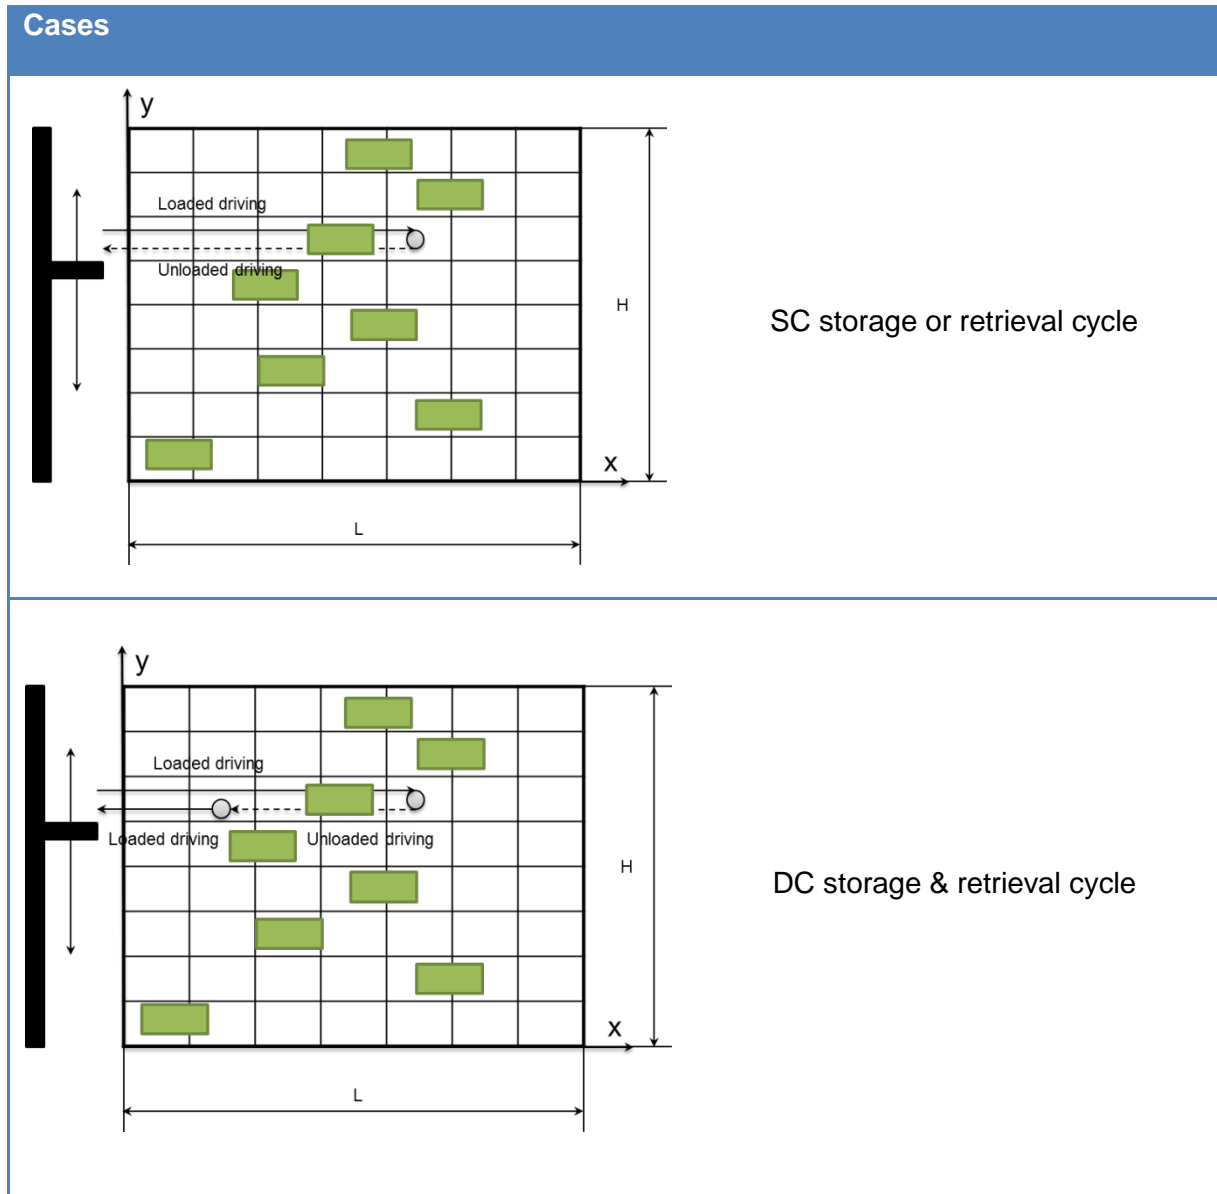 Cases
y
Loaded driving
Unloaded driving
H
SC storage or retrieval cycle
x
L
y
Loaded driving
Loaded driving
Unloaded driving
H
DC storage & retrieval cycle
x
L